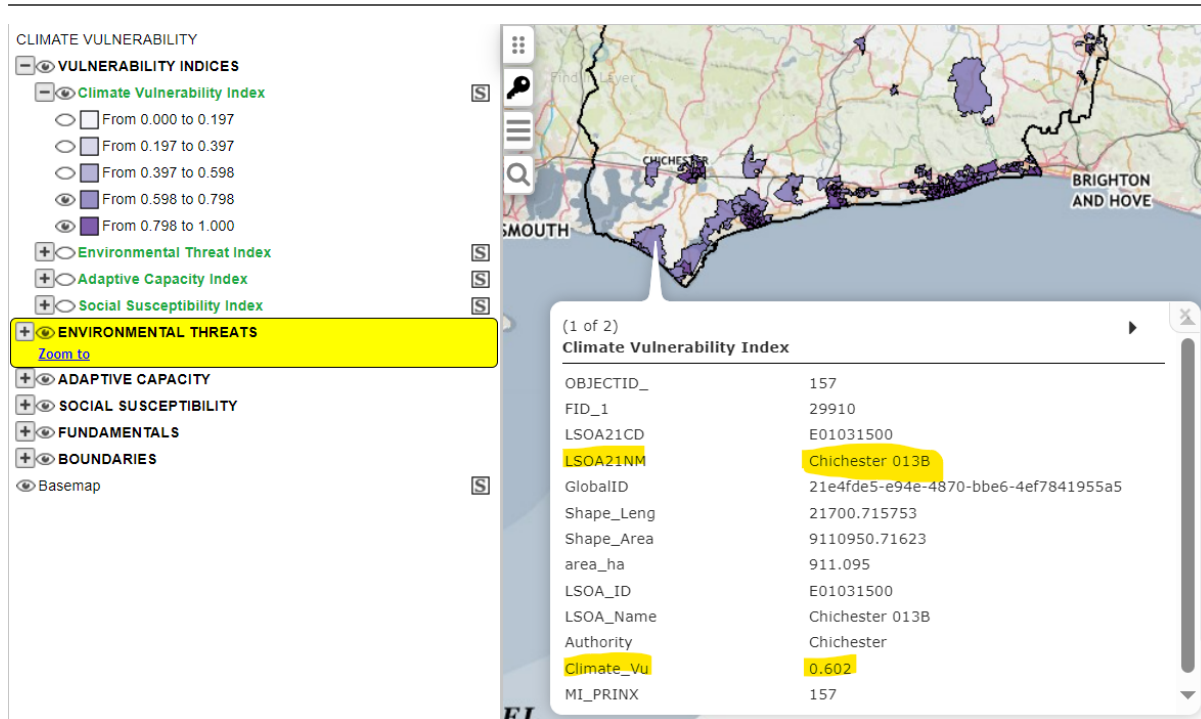 CLIMATE VULNERABILITY
VULNERABILITY INDICES
Climate Vulnerability Index S
From 0.000 to 0.197
From 0.197 to 0.397
From 0.397 to 0.598
From 0.598 to 0.798
From 0.798 to 1.000
Environmental Threat Index S
Adaptive Capacity Index S
Social Susceptibility Index S
ENVIRONMENTAL THREATS
Zoom to
ADAPTIVE CAPACITY
SOCIAL SUSCEPTIBILITY
FUNDAMENTALS
BOUNDARIES
Basemap S
Find in Layer
CHICHESTER
BRIGHTON
AND HOVE
SMOUTH
(1 of 2)
Climate Vulnerability Index
OBJECTID_ 157
FID_1 29910
LSOA21CD E01031500
LSOA21NM Chichester 013B
GlobalID 21e4fde5-e94e-4870-bbe6-4ef7841955a5
Shape_Leng 21700.715753
Shape_Area 9110950.71623
area_ha 911.095
LSOA_ID E01031500
LSOA_Name Chichester 013B
Authority Chichester
Climate_Vu 0.602
MI_PRINX 157